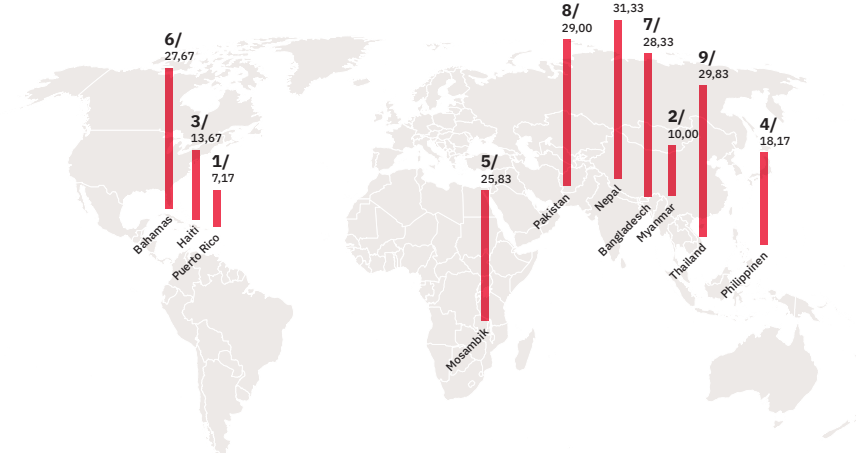 6/
27,67
Bahamas
3/
13,67
Haiti
1/
7,17
Puerto Rico
5/
25,83
Mosambik
8/
29,00
Pakistan
31,33
Nepal
7/
28,33
Bangladesch
2/
10,00
Myanmar
9/
29,83
Thailand
4/
18,17
Philippinen